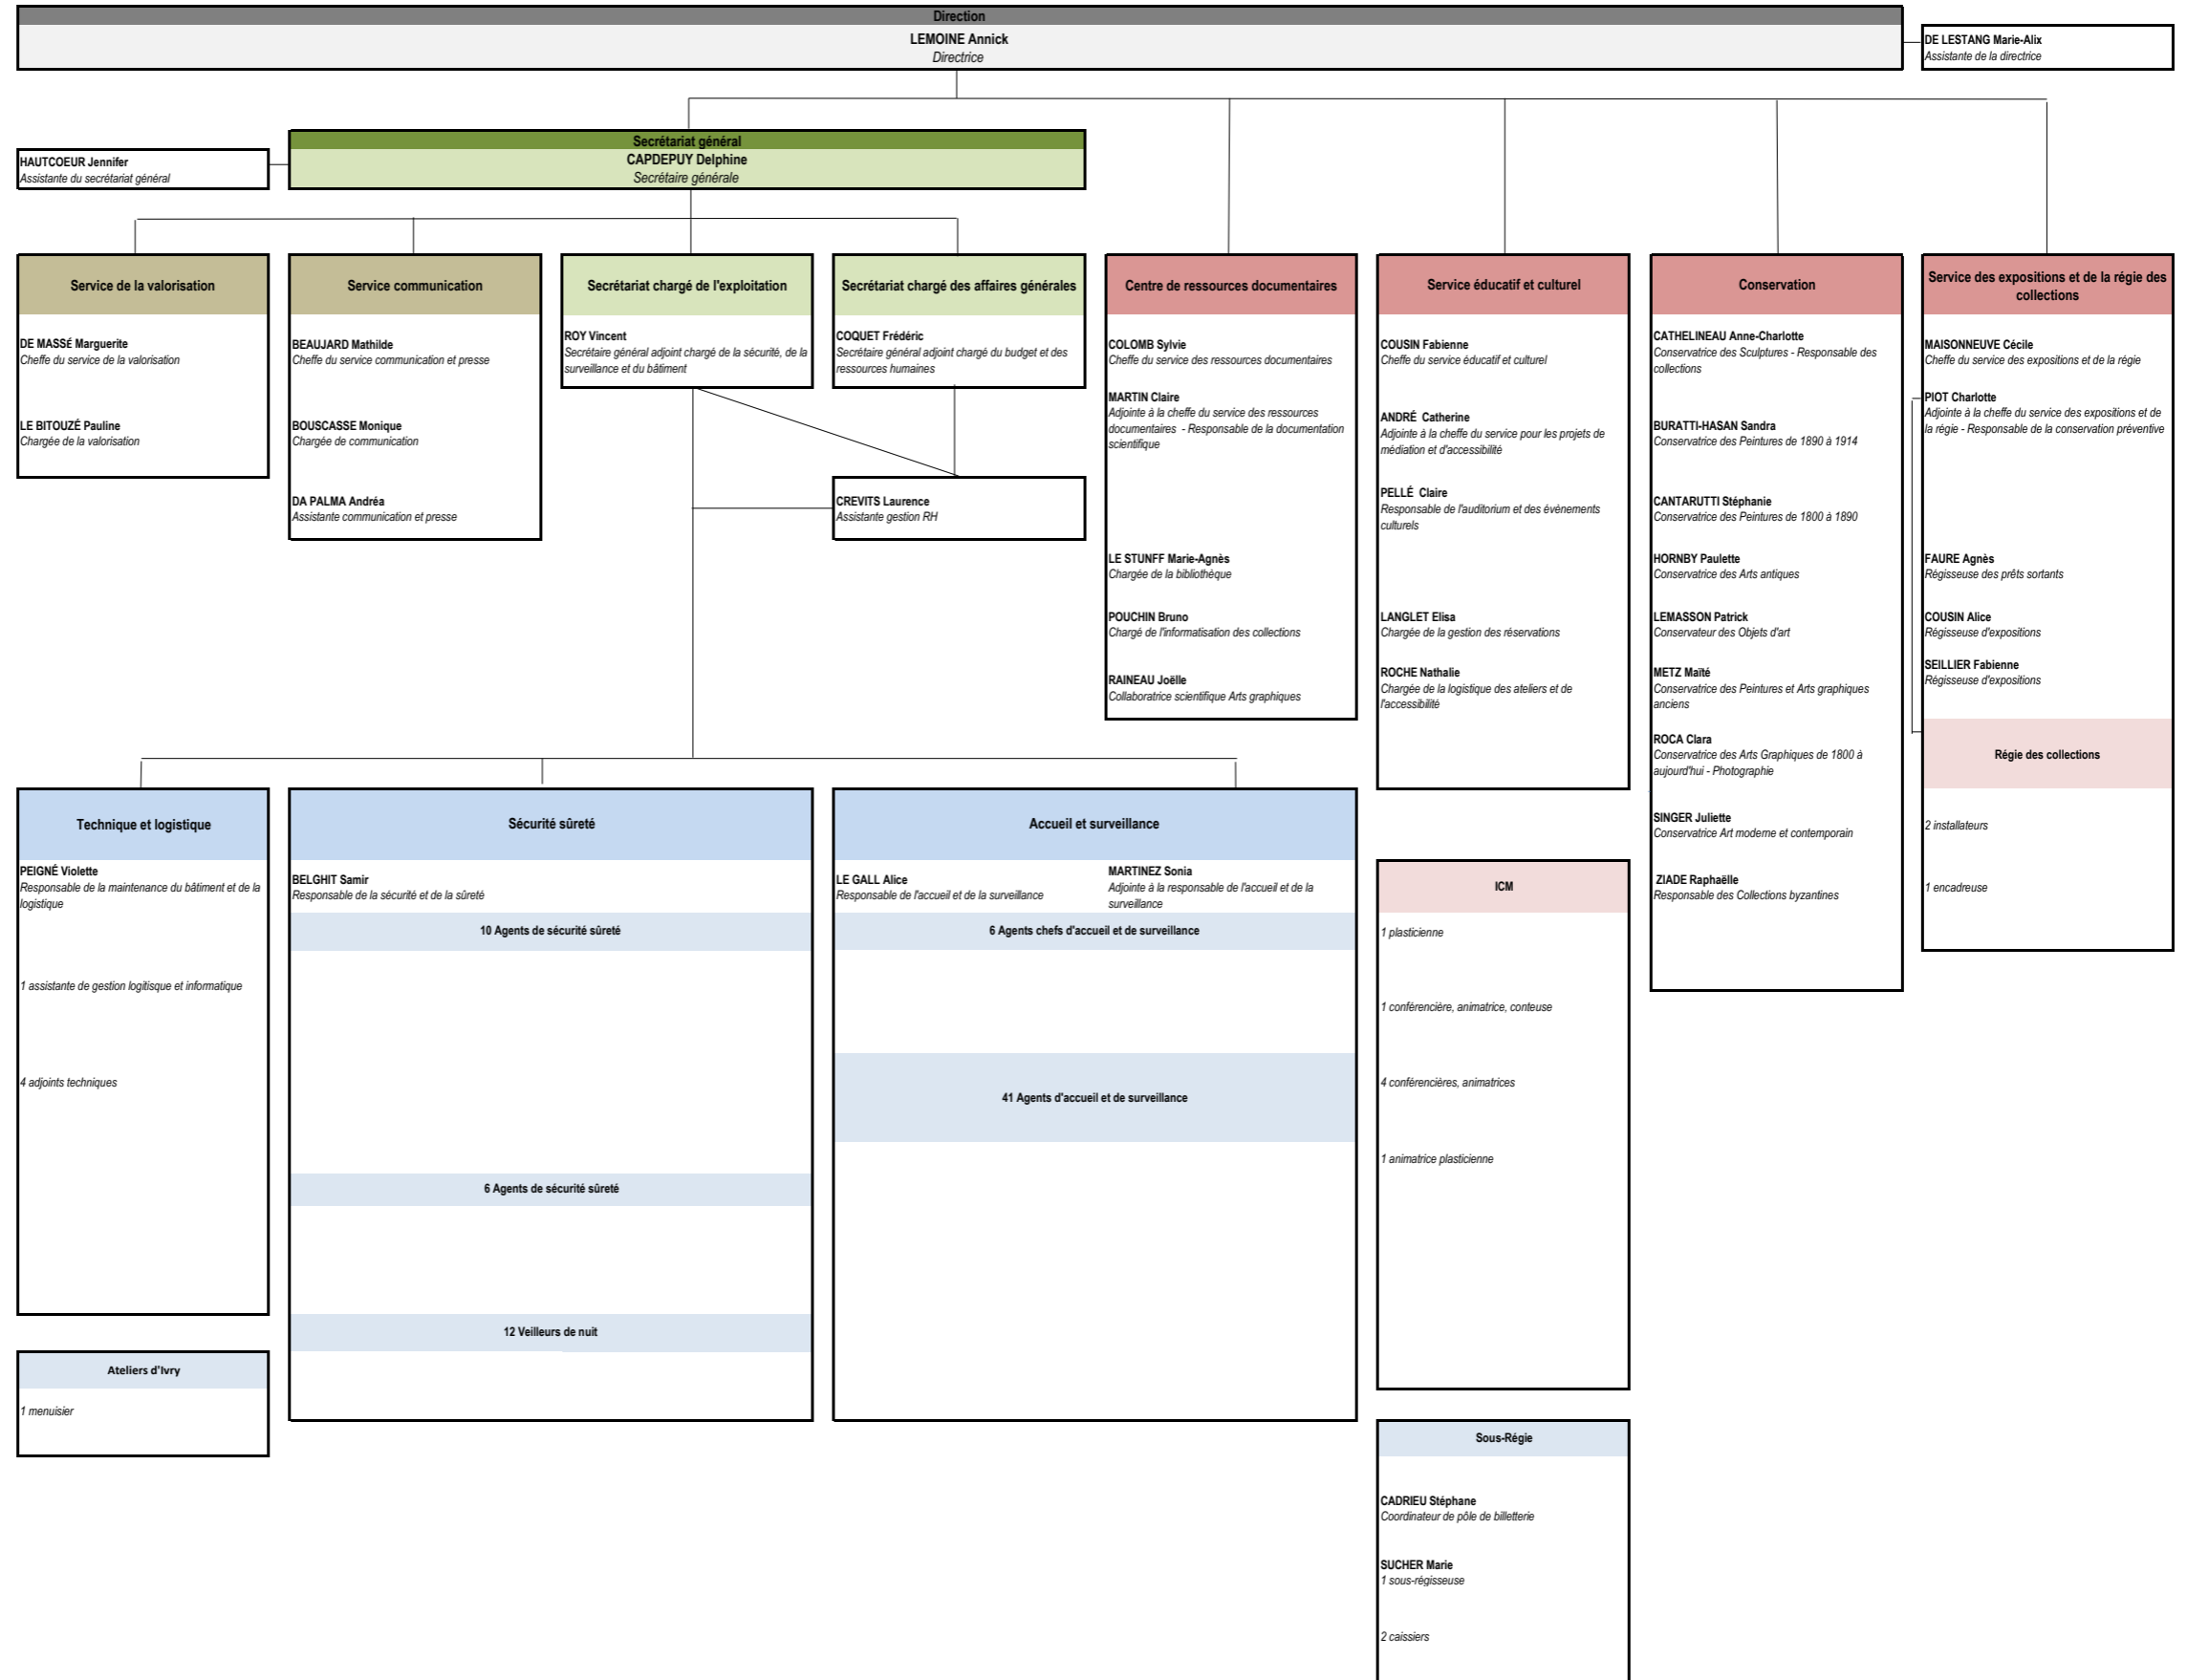 Direction
LEMOINE Annick
Directrice
DE LESTANG Marie-Alix
Assistante de la directrice
Secrétariat général
CAPDEPUY Delphine
Secrétaire générale
HAUTCOEUR Jennifer
Assistante du secrétariat général
Service de la valorisation
DE MASSé Marguerite
Cheffe du service de la valorisation
LE BITOUZÉ Pauline
Chargée de la valorisation
Service communication
BEAUJARD Mathilde
Cheffe du service communication et presse
BOUSCASSE Monique
Chargée de communication
DA PALMA Andréa
Assistante communication et presse
Secrétariat chargé de l'exploitation
ROY Vincent
Secrétaire général adjoint chargé de la sécurité, de la
surveillance et du bâtiment
Secrétariat chargé des affaires générales
COQUET Frédéric
Secrétaire général adjoint chargé du budget et des
ressources humaines
CREVITS Laurence
Assistante gestion RH
Centre de ressources documentaires
COLOMB Sylvie
Cheffe du service des ressources documentaires
MARTIN Claire
Adjointe à la cheffe du service des ressources
documentaires - Responsable de la documentation
scientifique
LE STUNFF Marie-Agnès
Chargée de la bibliothèque
POUCHIN Bruno
Chargé de l'informatisation des collections
RAINEAU Joëlle
Collaboratrice scientifique Arts graphiques
Service éducatif et culturel
COUSIN Fabienne
Cheffe du service éducatif et culturel
ANDRÉ Catherine
Adjointe à la cheffe du service pour les projets de
médiation et d'accessibilité
PELLÉ Claire
Responsable de l'auditorium et des événements
culturels
LANGLET Elisa
Chargée de la gestion des réservations
ROCHE Nathalie
Chargée de la logistique des ateliers et de
l'accessibilité
Conservation
CATHELINEAU Anne-Charlotte
Conservatrice des Sculptures - Responsable des
collections
BURATTI-HASAN Sandra
Conservatrice des Peintures de 1890 à 1914
CANTARUTTI Stéphanie
Conservatrice des Peintures de 1800 à 1890
HORNBY Paulette
Conservatrice des Arts antiques
LEMASSON Patrick
Conservateur des Objets d'art
METZ Maïté
Conservatrice des Peintures et Arts graphiques
anciens
ROCA Clara
Conservatrice des Arts Graphiques de 1800 à
aujourd'hui - Photographie
SINGER Juliette
Conservatrice Art moderne et contemporain
ZIADE Raphaëlle
Responsable des Collections byzantines
Service des expositions et de la régie des
collections
MAISONNEUVE Cécile
Cheffe du service des expositions et de la régie
PIOT Charlotte
Adjointe à la cheffe du service des expositions et de
la régie - Responsable de la conservation préventive
FAURE Agnès
Régisseuse des prêts sortants
COUSIN Alice
Régisseuse d'expositions
SEILLIER Fabienne
Régisseuse d'expositions
Régie des collections
2 installateurs
1 encadreuse
Technique et logistique
PEIGNÉ Violette
Responsable de la maintenance du bâtiment et de la
logistique
1 assistante de gestion logitisque et informatique
4 adjoints techniques
Ateliers d'Ivry
1 menuisier
Sécurité sûreté
BELGHIT Samir
Responsable de la sécurité et de la sûreté
10 Agents de sécurité sûreté
6 Agents de sécurité sûreté
12 Veilleurs de nuit
Accueil et surveillance
LE GALL Alice
Responsable de l'accueil et de la surveillance
MARTINEZ Sonia
Adjointe à la responsable de l'accueil et de la
surveillance
6 Agents chefs d'accueil et de surveillance
41 Agents d'accueil et de surveillance
ICM
1 plasticienne
1 conférencière, animatrice, conteuse
4 conférencières, animatrices
1 animatrice plasticienne
Sous-Régie
CADRIEU Stéphane
Coordinateur de pôle de billetterie
SUCHER Marie
1 sous-régisseuse
2 caissiers